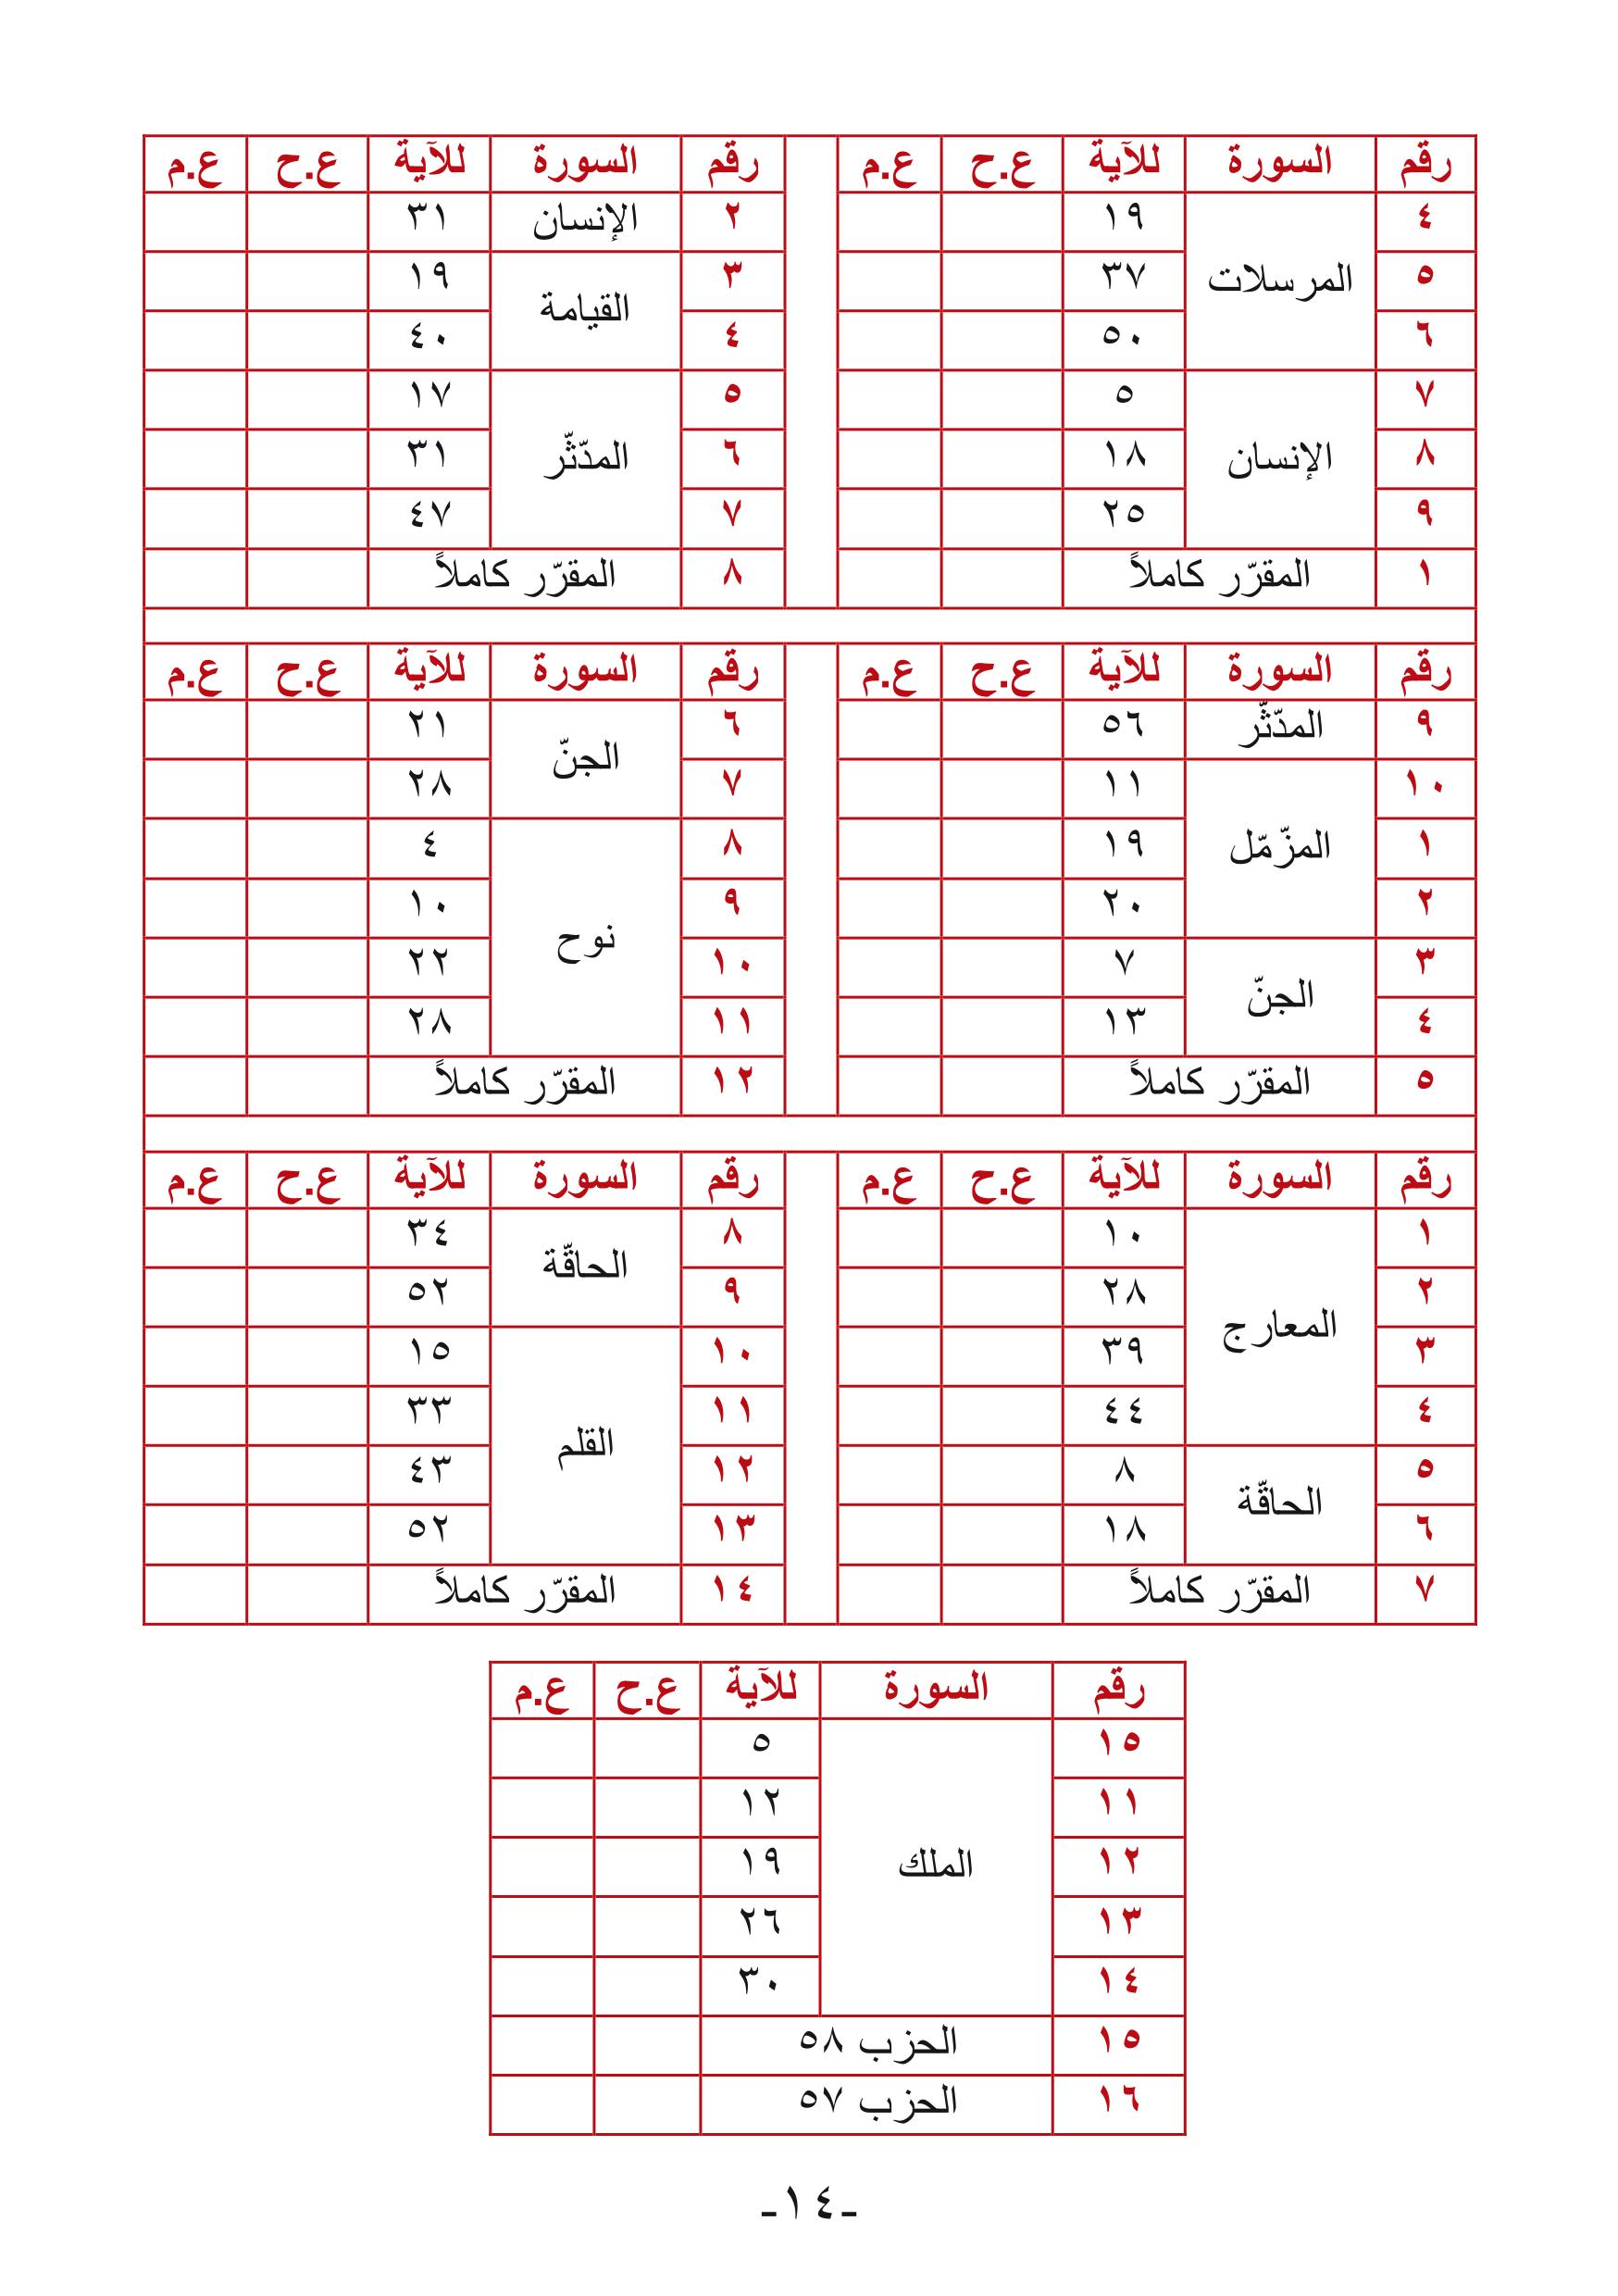 رقم السورة للآية ع.ح ع.م رقم السورة للآية ع.ح ع.م
٤ المرسلات ١٩ ٢ الإنسان ٣١
٥ ٣٧ ٣ القيامة ١٩
٦ ٥٠ ٤ ٤٠
٧ الإنسان ٥ ٥ المدّثّر ١٧
٨ ١٨ ٦ ٣١
٩ ٢٥ ٧ ٤٧
١ المقرّر كاملاً ٨ المقرّر كاملاً
رقم السورة للآية ع.ح ع.م رقم السورة للآية ع.ح ع.م
٩ المدّثّر ٥٦ ٦ الجنّ ٢١
١٠ المزّمّل ١١ ٧ ٢٨
١ ١٩ ٨ نوح ٤
٢ ٢٠ ٩ ١٠
٣ الجنّ ٧ ١٠ ٢٢
٤ ١٣ ١١ ٢٨
٥ المقرّر كاملاً ١٢ المقرّر كاملاً
رقم السورة للآية ع.ح ع.م رقم السورة للآية ع.ح ع.م
١ المعارج ١٠ ٨ الحاقّة ٣٤
٢ ٢٨ ٩ ٥٢
٣ ٣٩ ١٠ القلم ١٥
٤ ٤٤ ١١ ٣٣
٥ الحاقّة ٨ ١٢ ٤٣
٦ ١٨ ١٣ ٥٢
٧ المقرّر كاملاً ١٤ المقرّر كاملاً
رقم السورة للآية ع.ح ع.م
١٥ الملك ٥
١١ ١٢
١٢ ١٩
١٣ ٢٦
١٤ ٣٠
١٥ الحزب ٥٨
١٦ الحزب ٥٧
-١٤-